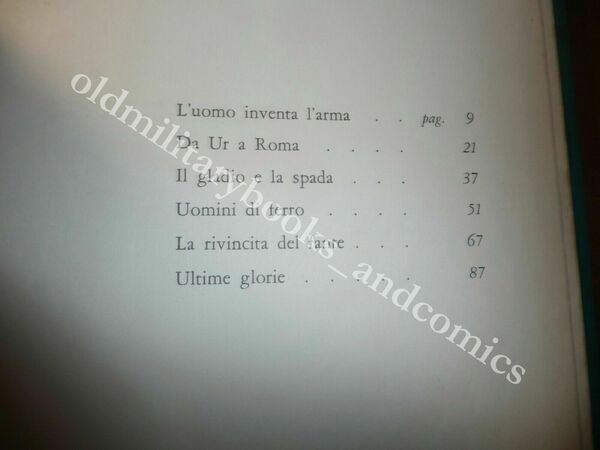 L'uomo inventa l'arma . . pag. 9
Da Ur a Roma . . . . 21
Il gladio e la spada . . . 37
Uomini di ferro . . . . 51
La rivincita del fante . . . 67
Ultime glorie . . . . . 87
oldmilitarybooks_andcomics